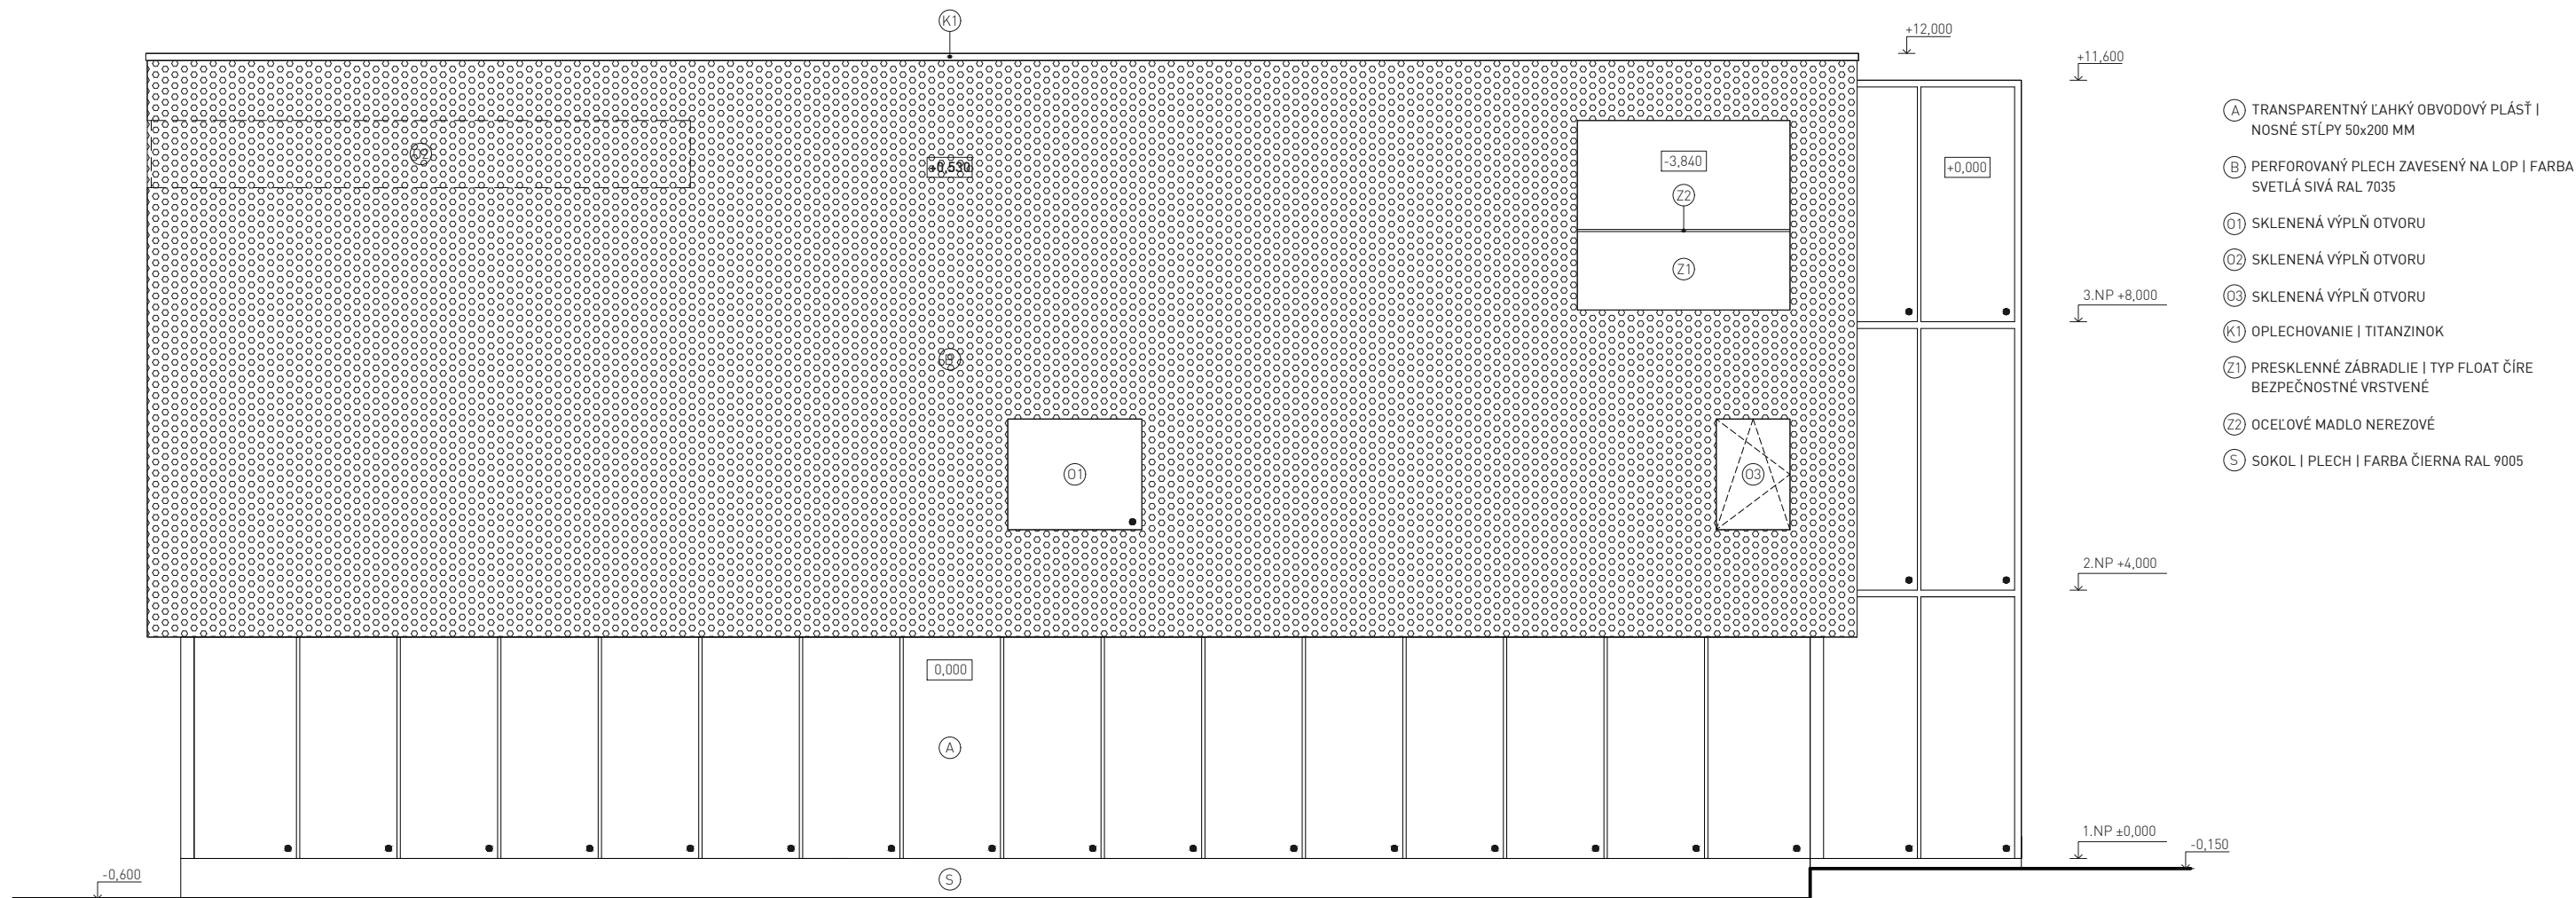 K1
+12,000
+11,600
O2
+0,530
-3,840
+0,000
Z2
Z1
3.NP +8,000
B
O1
O3
2.NP +4,000
0,000
A
1.NP ±0,000
-0,150
-0,600
S
A TRANSPARENTNÝ ĽAHKÝ OBVODOVÝ PLÁSŤ |
NOSNÉ STĹPY 50x200 MM
B PERFOROVANÝ PLECH ZAVESENÝ NA LOP | FARBA
SVETLÁ SIVÁ RAL 7035
O1 SKLENENÁ VÝPLŇ OTVORU
O2 SKLENENÁ VÝPLŇ OTVORU
O3 SKLENENÁ VÝPLŇ OTVORU
K1 OPLECHOVANIE | TITANZINOK
Z1 PRESKLENNÉ ZÁBRADLIE | TYP FLOAT ČÍRE
BEZPEČNOSTNÉ VRSTVENÉ
Z2 OCEĽOVÉ MADLO NEREZOVÉ
S SOKOL | PLECH | FARBA ČIERNA RAL 9005